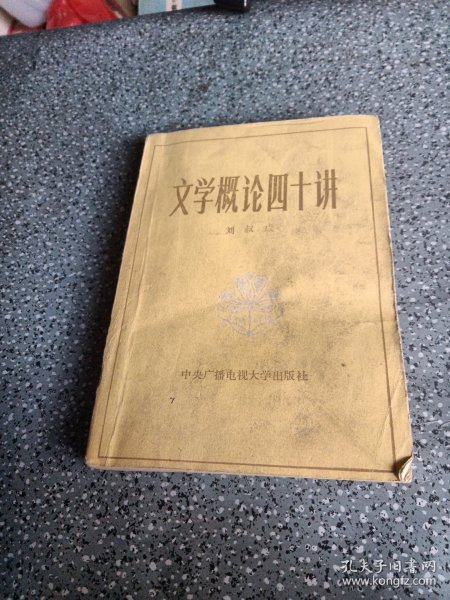 文学概论四十讲
刘叔成
中央广播电视大学出版社
7
孔夫子旧书网
www.kongfz.com